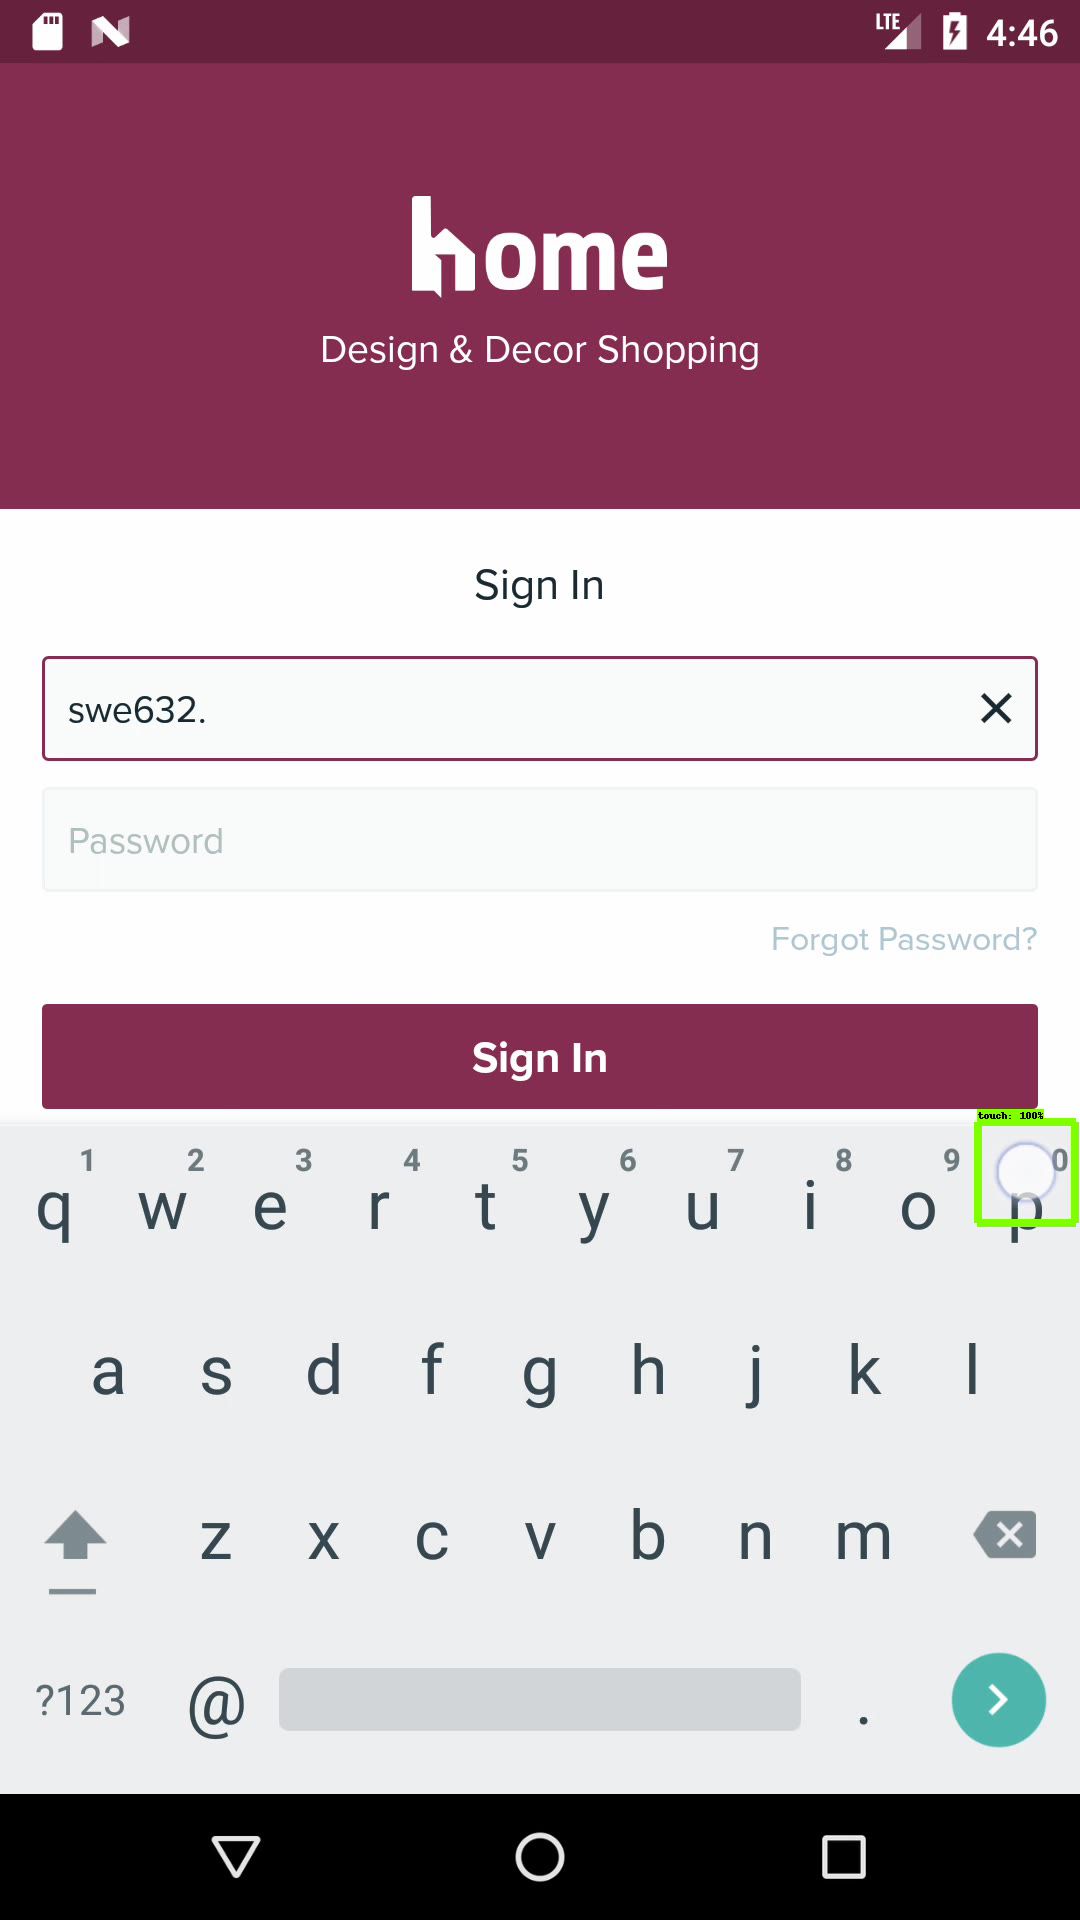 LTE 4:46
home
Design & Decor Shopping
Sign In
swe632.
Password
Forgot Password?
Sign In
touch: 100%
1 2 3 4 5 6 7 8 9 0
q w e r t y u i o p
a s d f g h j k l
z x c v b n m
?123 @ .